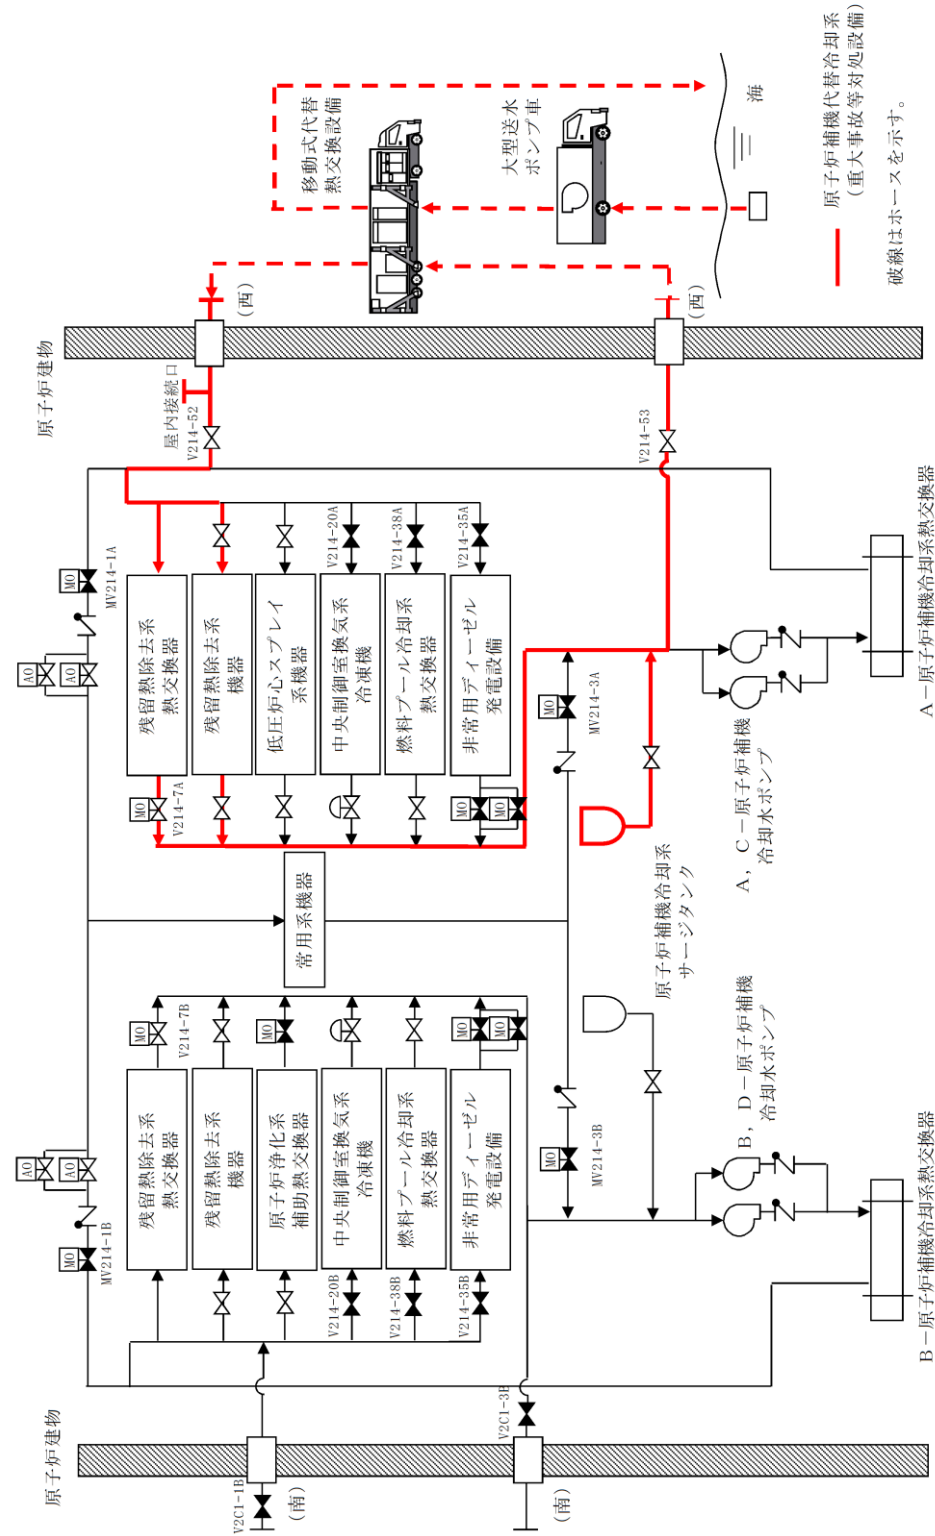 原子炉建物
原子炉建物
V2C1-1B
(南)
V2C1-3B
(南)
MO
MV214-1B
AO
AO
AO
AO
MO
MV214-1A
残留熱除去系
熱交換器
残留熱除去系
機器
原子炉浄化系
補助熱交換器
中央制御室換気系
冷凍機
燃料プール冷却系
熱交換器
非常用ディーゼル
発電設備
V214-20B
V214-38B
V214-35B
MO
V214-7B
MO
MO
MO
常用系機器
残留熱除去系
熱交換器
残留熱除去系
機器
低圧炉心スプレイ
系機器
中央制御室換気系
冷凍機
燃料プール冷却系
熱交換器
非常用ディーゼル
発電設備
MO
V214-7A
MO
MO
V214-20A
V214-38A
V214-35A
MO
MV214-3B
MO
MV214-3A
原子炉補機冷却系
サージタンク
B，D－原子炉補機
冷却水ポンプ
A，C－原子炉補機
冷却水ポンプ
B－原子炉補機冷却系熱交換器
A－原子炉補機冷却系熱交換器
屋内接続口
V214-52
V214-53
(西)
(西)
移動式代替
熱交換設備
大型送水
ポンプ車
海
原子炉補機代替冷却系
(重大事故等対処設備)
破線はホースを示す。